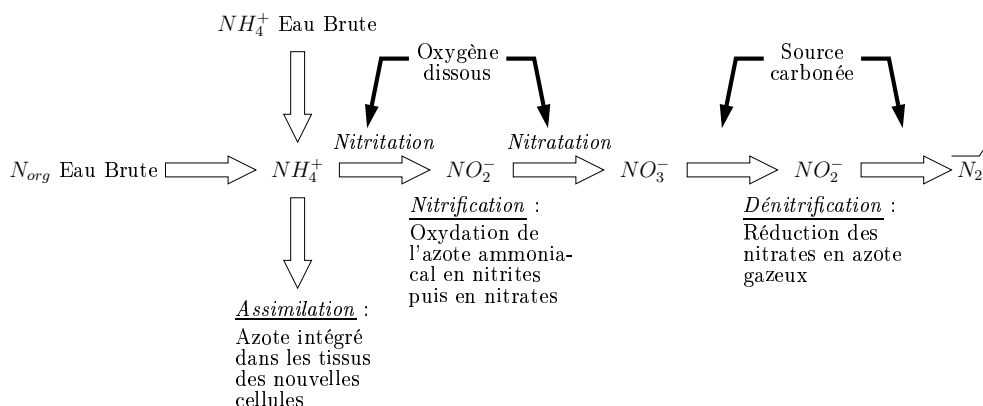 NH₄⁺ Eau Brute
Oxygène
dissous
Source
carbonée
Nitritation
Nitratation
N_org Eau Brute
NH₄⁺
NO₂⁻
NO₃⁻
NO₂⁻
N₂
Nitrification :
Oxydation de
l'azote ammonia-
cal en nitrites
puis en nitrates
Dénitrification :
Réduction des
nitrates en azote
gazeux
Assimilation :
Azote intégré
dans les tissus
des nouvelles
cellules